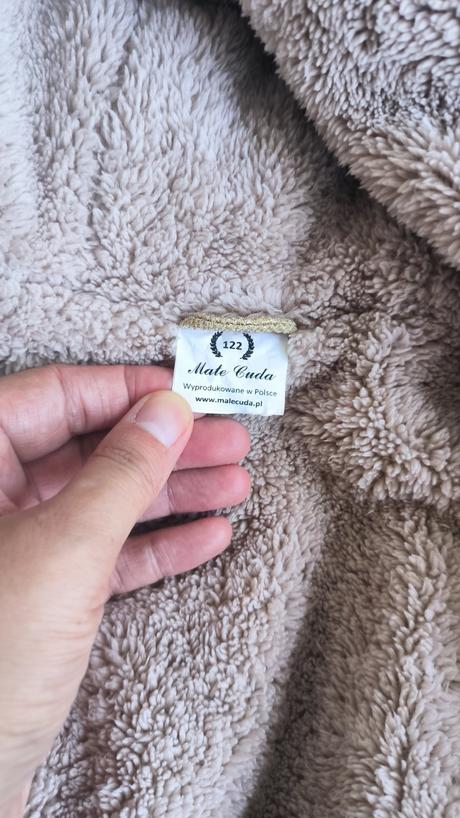 122
Małe Cuda
Wyprodukowane w Polsce
www.malecuda.pl